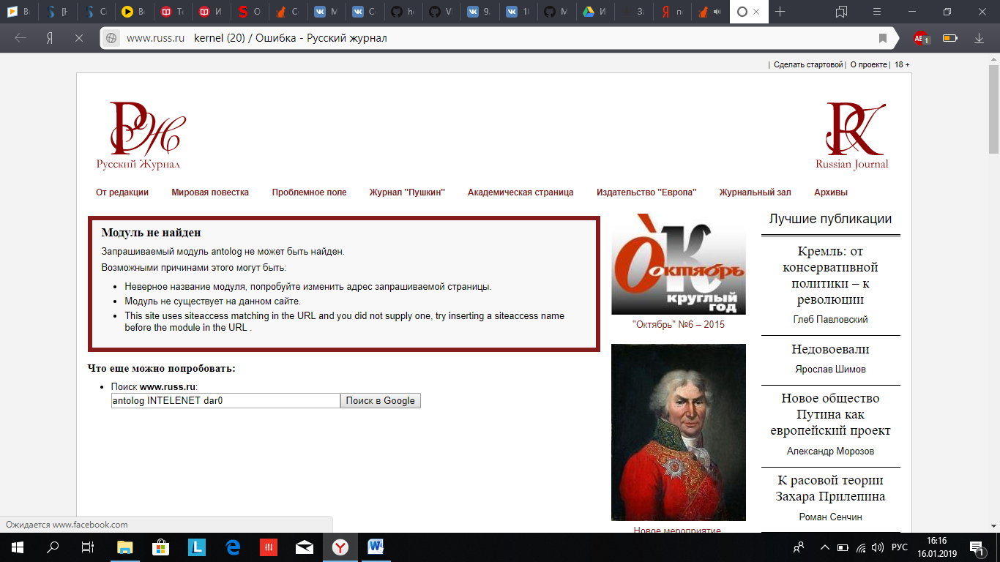 В
[Н
С
В
Т
И
О
С
М
С
h
V
9.
1(
М
И
З
п
С
www.russ.ru kernel (20) / Ошибка - Русский журнал
1
| Сделать стартовой | О проекте | 18 +
Русский Журнал
Russian Journal
От редакции Мировая повестка Проблемное поле Журнал "Пушкин" Академическая страница Издательство "Европа" Журнальный зал Архивы
Модуль не найден
Запрашиваемый модуль antolog не может быть найден.
Возможными причинами этого могут быть:
Неверное название модуля, попробуйте изменить адрес запрашиваемой страницы.
Модуль не существует на данном сайте.
This site uses siteaccess matching in the URL and you did not supply one, try inserting a siteaccess name
before the module in the URL .
Что еще можно попробовать:
Поиск www.russ.ru:
antolog INTELENET dar0 Поиск в Google
октябрь
круглый
год
"Октябрь" №6 – 2015
Новое мероприятие
Лучшие публикации
Кремль: от
консервативной
политики – к
революции
Глеб Павловский
Недовоевали
Ярослав Шимов
Новое общество
Путина как
европейский проект
Александр Морозов
К расовой теории
Захара Прилепина
Роман Сенчин
Ожидается www.facebook.com
РУС
16:16
16.01.2019
1